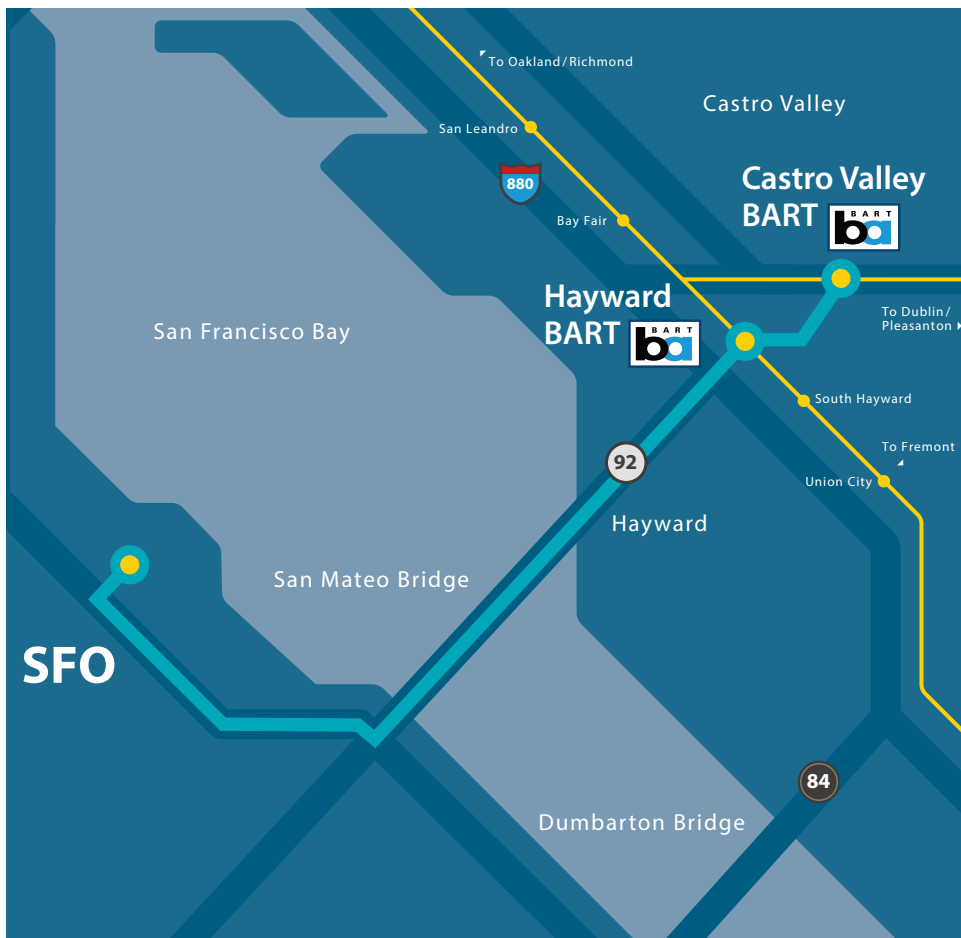 To Oakland/Richmond
Castro Valley
San Leandro
880
Castro Valley
BART
BART
ba
Bay Fair
Hayward
BART
BART
ba
To Dublin/
Pleasanton
San Francisco Bay
South Hayward
To Fremont
92
Union City
Hayward
San Mateo Bridge
SFO
84
Dumbarton Bridge